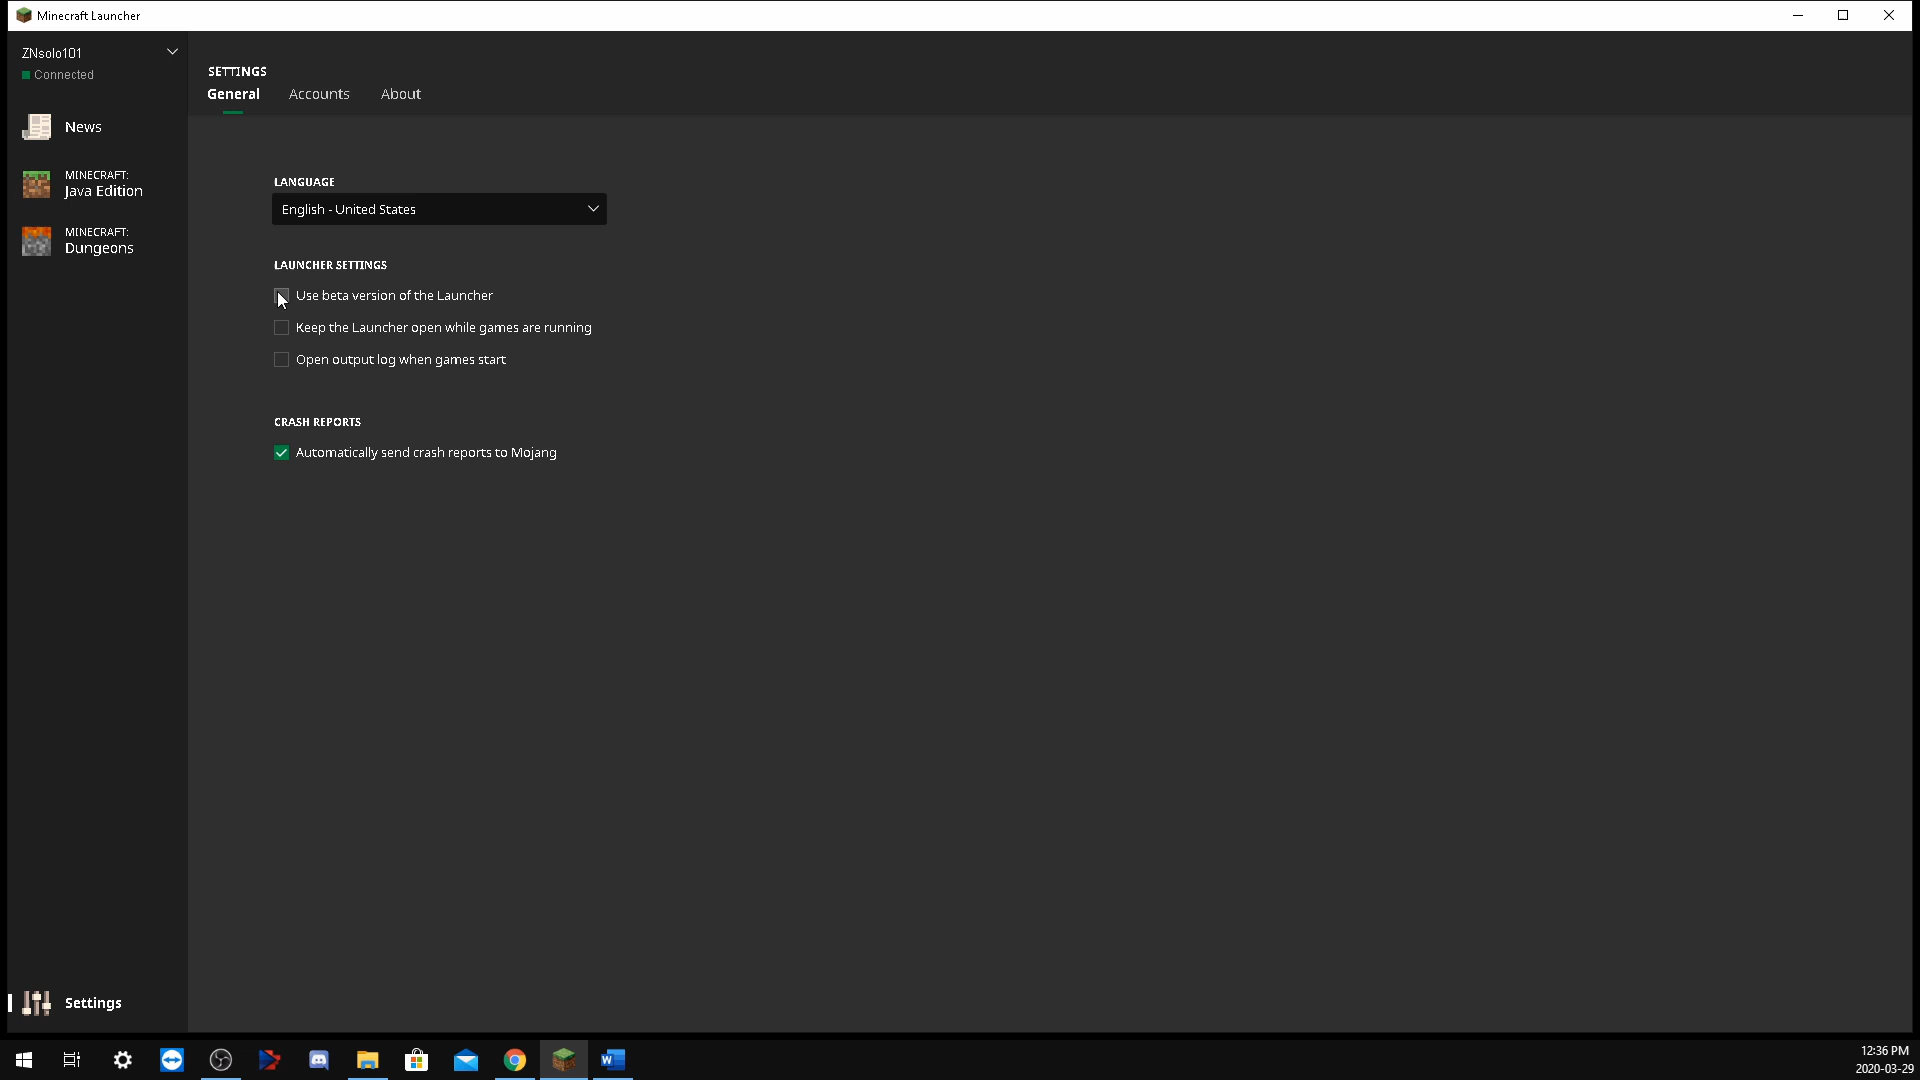 Minecraft Launcher
ZNsolo101
Connected
News
MINECRAFT:
Java Edition
MINECRAFT:
Dungeons
Settings
SETTINGS
General Accounts About
LANGUAGE
English - United States
LAUNCHER SETTINGS
Use beta version of the Launcher
Keep the Launcher open while games are running
Open output log when games start
CRASH REPORTS
Automatically send crash reports to Mojang
12:36 PM
2020-03-29